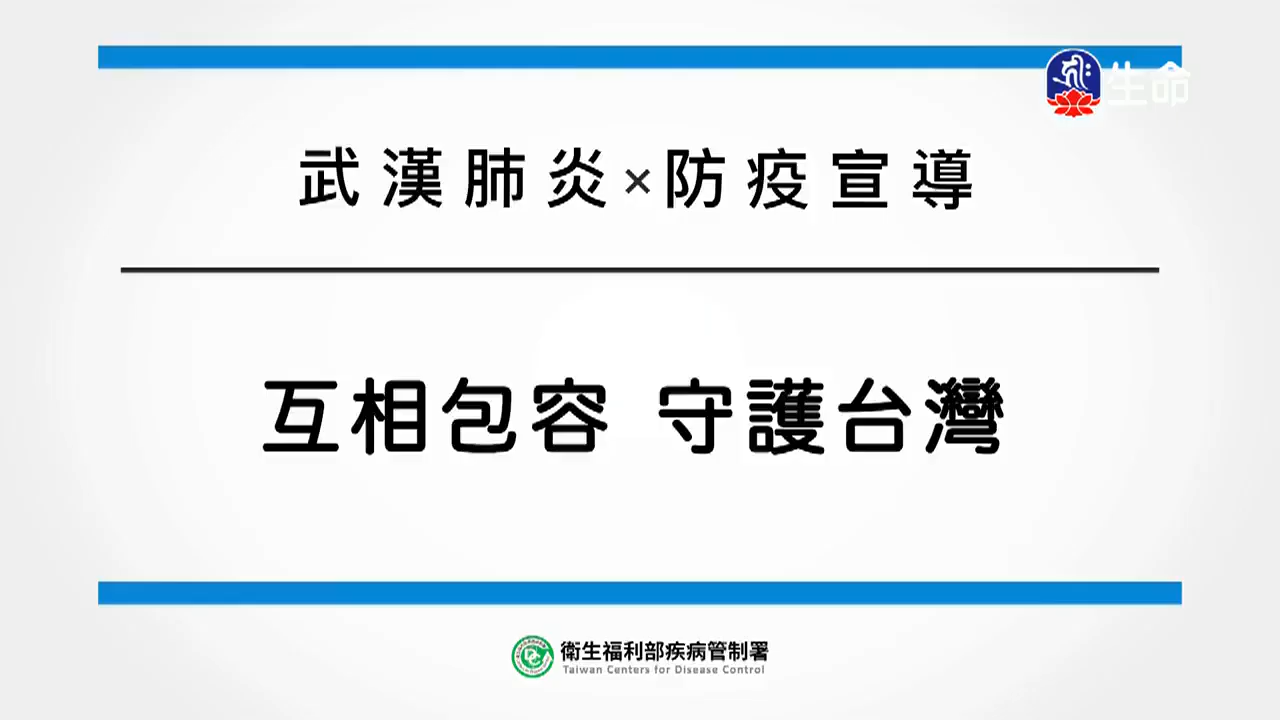 生命
武漢肺炎×防疫宣導
互相包容 守護台灣
衛生福利部疾病管制署
Taiwan Centers for Disease Control